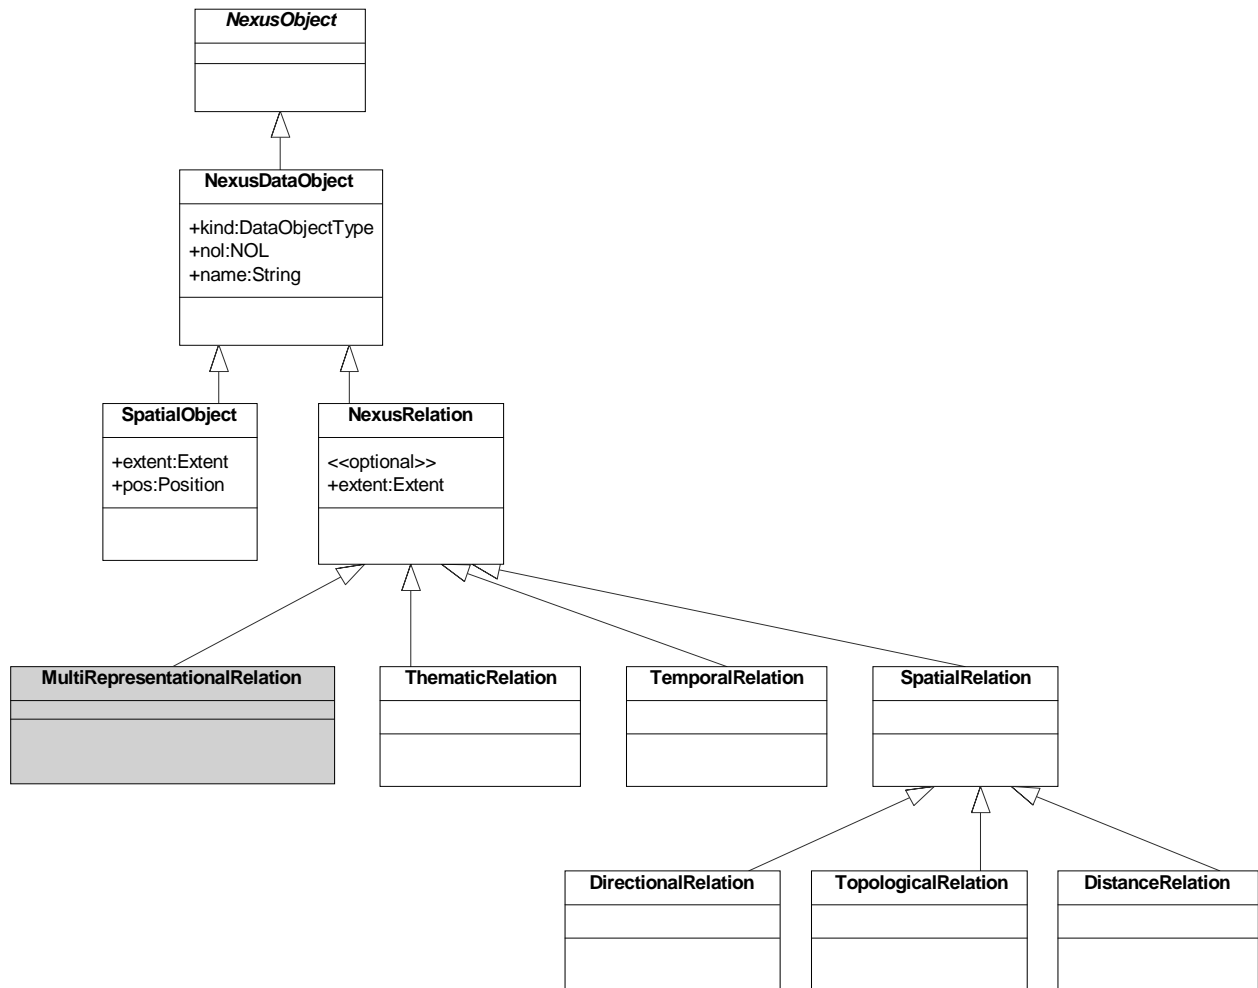 NexusObject
NexusDataObject
+kind:DataObjectType
+nol:NOL
+name:String
SpatialObject
+extent:Extent
+pos:Position
NexusRelation
<<optional>>
+extent:Extent
MultiRepresentationalRelation
ThematicRelation
TemporalRelation
SpatialRelation
DirectionalRelation
TopologicalRelation
DistanceRelation